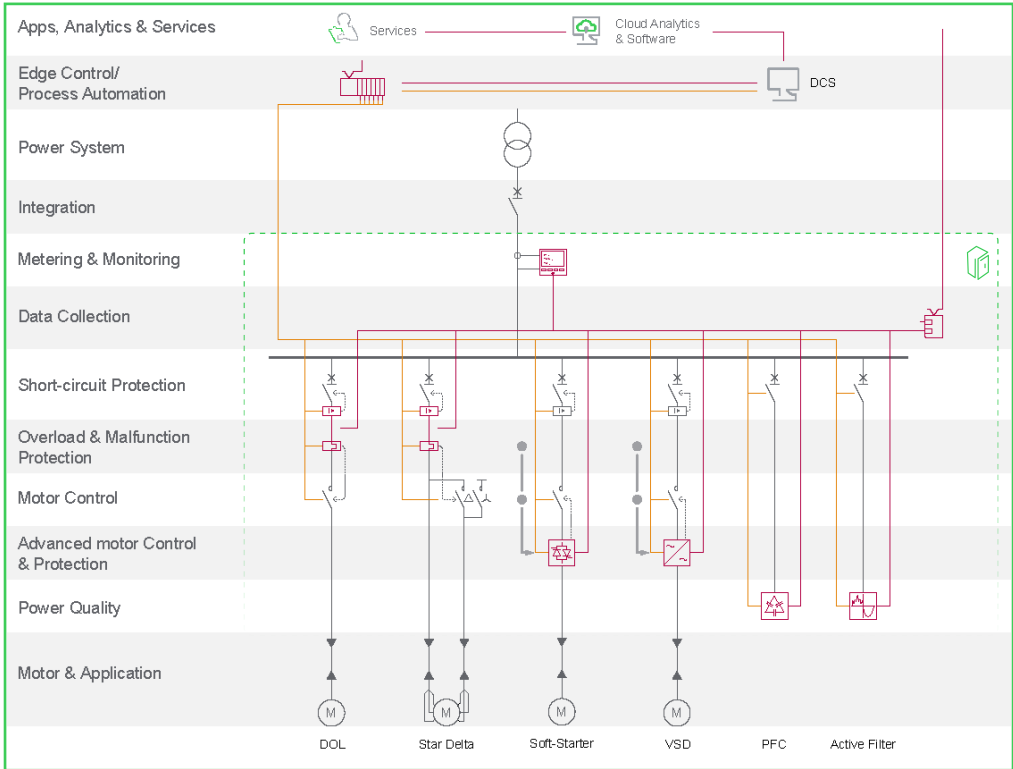 Apps, Analytics & Services
Services
Cloud Analytics
& Software
Edge Control/
Process Automation
DCS
Power System
Integration
Metering & Monitoring
Data Collection
Short-circuit Protection
Overload & Malfunction
Protection
Motor Control
Advanced motor Control
& Protection
Power Quality
Motor & Application
M
M
M
M
DOL
Star Delta
Soft-Starter
VSD
PFC
Active Filter